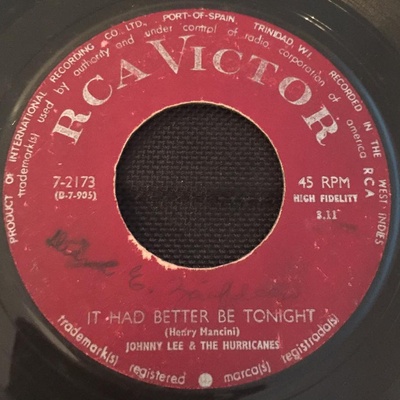 PRODUCT OF INTERNATIONAL RECORDING CO. LTD., PORT-OF-SPAIN, TRINIDAD, W.I. RECORDED IN THE WEST INDIES
trademark(s) used by authority and under control of radio corporation of america RCA
RCA VICTOR
7-2173
(B-7-905)
45 RPM
HIGH FIDELITY
3.11
IT HAD BETTER BE TONIGHT
(Henry Mancini)
JOHNNY LEE & THE HURRICANES
trademark(s) registered marca(s) registrada(s)